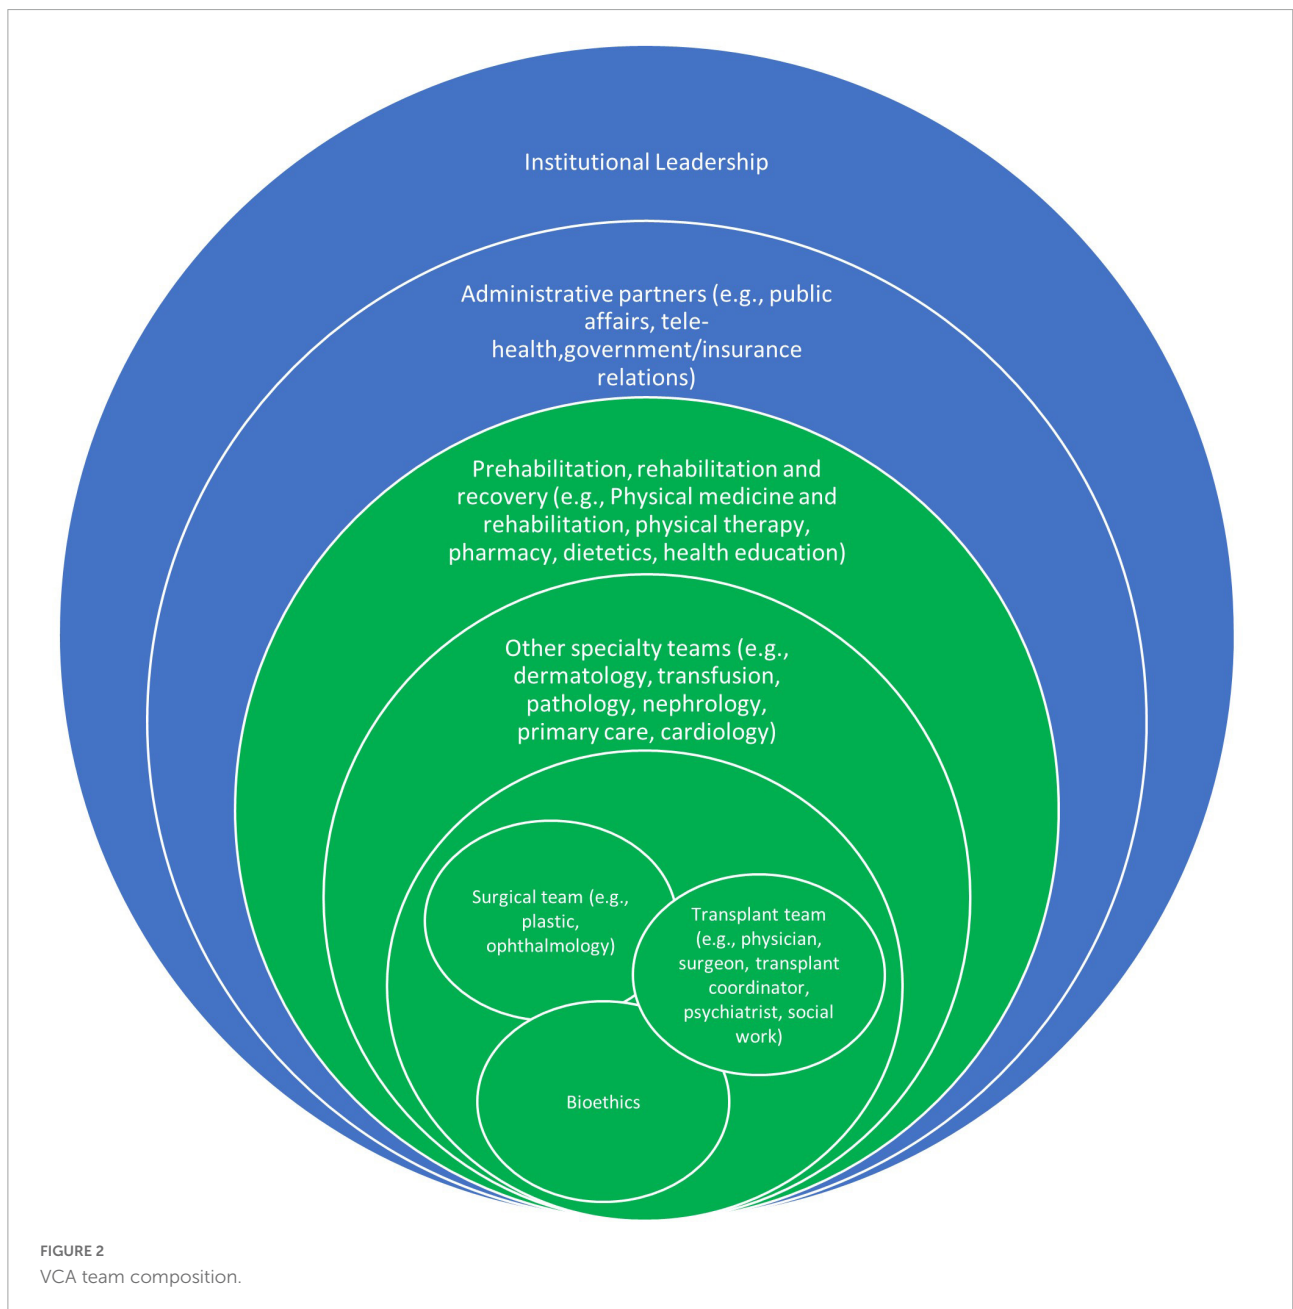 Institutional Leadership
Administrative partners (e.g., public
affairs, tele-
health,government/insurance
relations)
Prehabilitation, rehabilitation and
recovery (e.g., Physical medicine and
rehabilitation, physical therapy,
pharmacy, dietetics, health education)
Other specialty teams (e.g.,
dermatology, transfusion,
pathology, nephrology,
primary care, cardiology)
Surgical team (e.g.,
plastic,
ophthalmology)
Transplant team
(e.g., physician,
surgeon, transplant
coordinator,
psychiatrist, social
work)
Bioethics
FIGURE 2
VCA team composition.